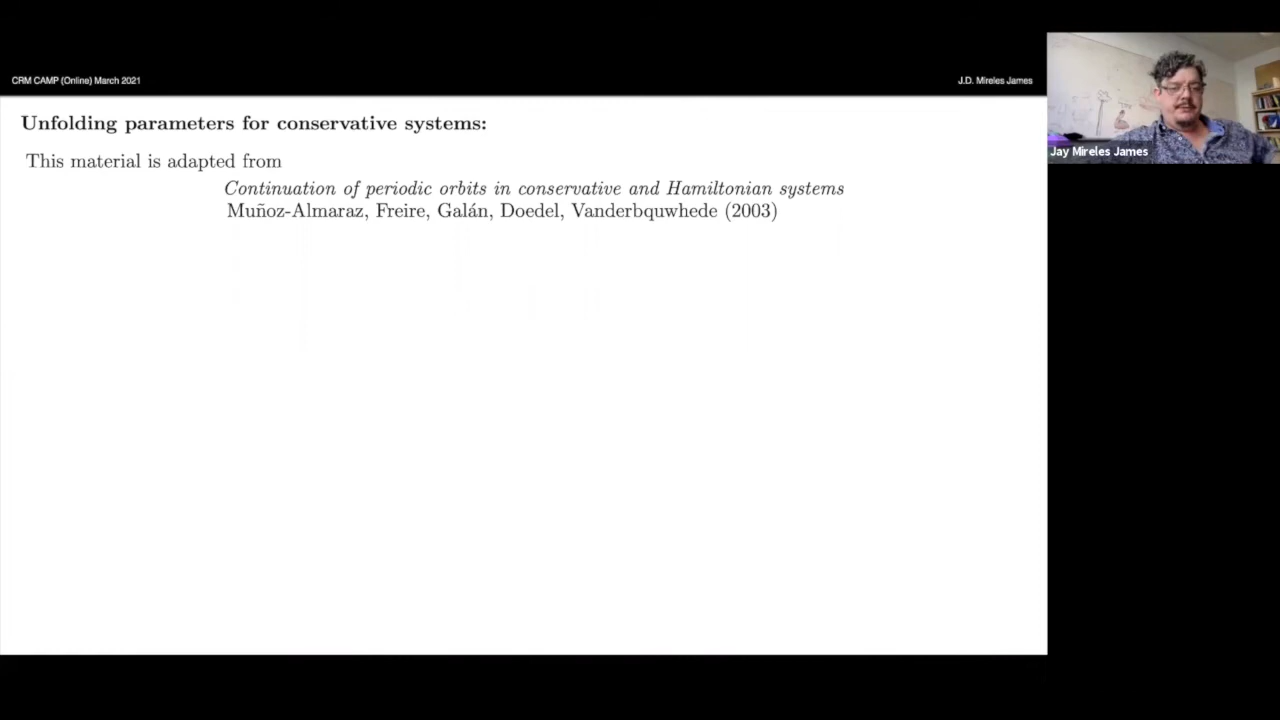 CRM CAMP (Online) March 2021
J.D. Mireles James
Unfolding parameters for conservative systems:
This material is adapted from
Continuation of periodic orbits in conservative and Hamiltonian systems
Muñoz-Almaraz, Freire, Galán, Doedel, Vanderbquwhede (2003)
Jay Mireles James